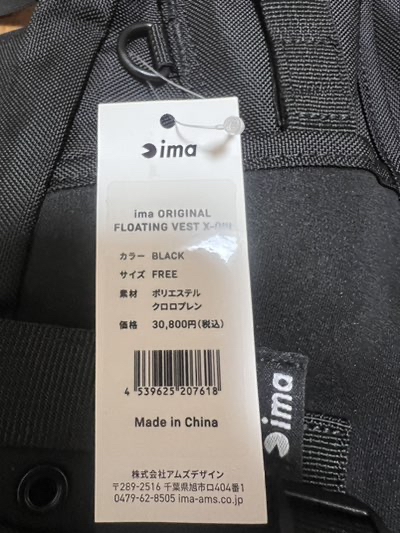 ima
ima ORIGINAL
FLOATING VEST
カラー BLACK
サイズ FREE
素材 ポリエステル
クロロプレン
価格 30,800円(税込)
4 539625 207618
Made in China
株式会社アムズデザイン
〒289-2516 千葉県旭市ロ404番1
0479-62-8505 ima-ams.co.jp
ima